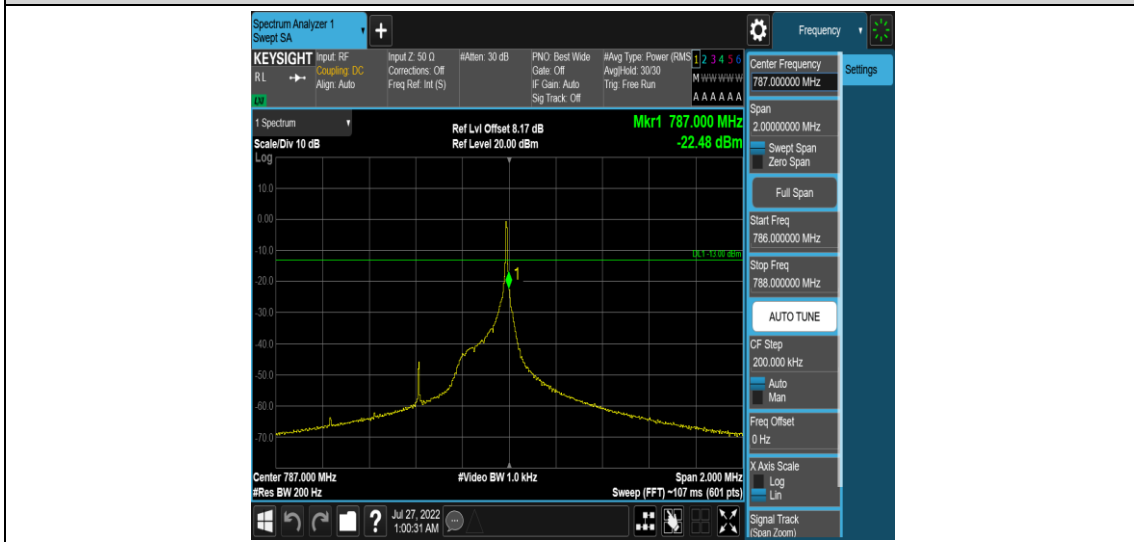 Spectrum Analyzer 1
Swept SA
+
Frequency
KEYSIGHT
RL
LXI
Input: RF
Coupling: DC
Align: Auto
Input Z: 50 Ω
Corrections: Off
Freq Ref: Int (S)
#Atten: 30 dB
PNO: Best Wide
Gate: Off
IF Gain: Auto
Sig Track: Off
#Avg Type: Power (RMS
Avg|Hold: 30/30
Trig: Free Run
1 2 3 4 5 6
M W W W W W
A A A A A A
1 Spectrum
Scale/Div 10 dB
Ref Lvl Offset 8.17 dB
Ref Level 20.00 dBm
Mkr1 787.000 MHz
-22.48 dBm
Log
10.0
0.00
-10.0
-20.0
-30.0
-40.0
-50.0
-60.0
-70.0
DL1 -13.00 dBm
1
Center 787.000 MHz
#Res BW 200 Hz
#Video BW 1.0 kHz
Span 2.000 MHz
Sweep (FFT) ~107 ms (601 pts)
Center Frequency
787.000000 MHz
Settings
Span
2.00000000 MHz
Swept Span
Zero Span
Full Span
Start Freq
786.000000 MHz
Stop Freq
788.000000 MHz
AUTO TUNE
CF Step
200.000 kHz
Auto
Man
Freq Offset
0 Hz
X Axis Scale
Log
Lin
Signal Track
(Span Zoom)
?
Jul 27, 2022
1:00:31 AM